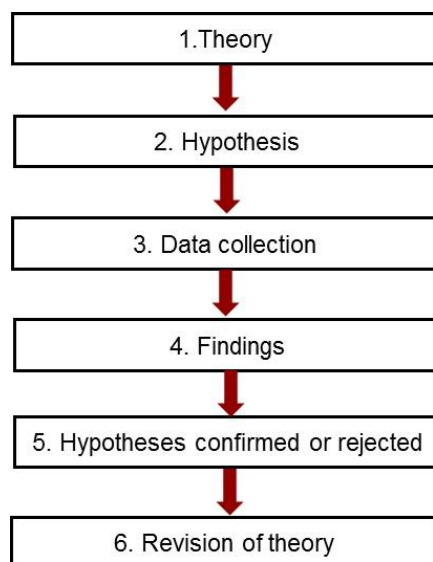 1.Theory
2. Hypothesis
3. Data collection
4. Findings
5. Hypotheses confirmed or rejected
6. Revision of theory